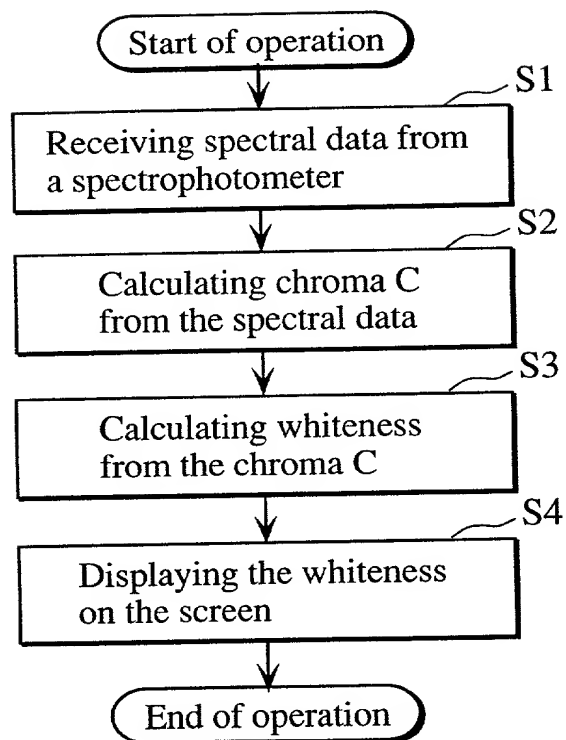 Start of operation
S1
Receiving spectral data from
a spectrophotometer
S2
Calculating chroma C
from the spectral data
S3
Calculating whiteness
from the chroma C
S4
Displaying the whiteness
on the screen
End of operation